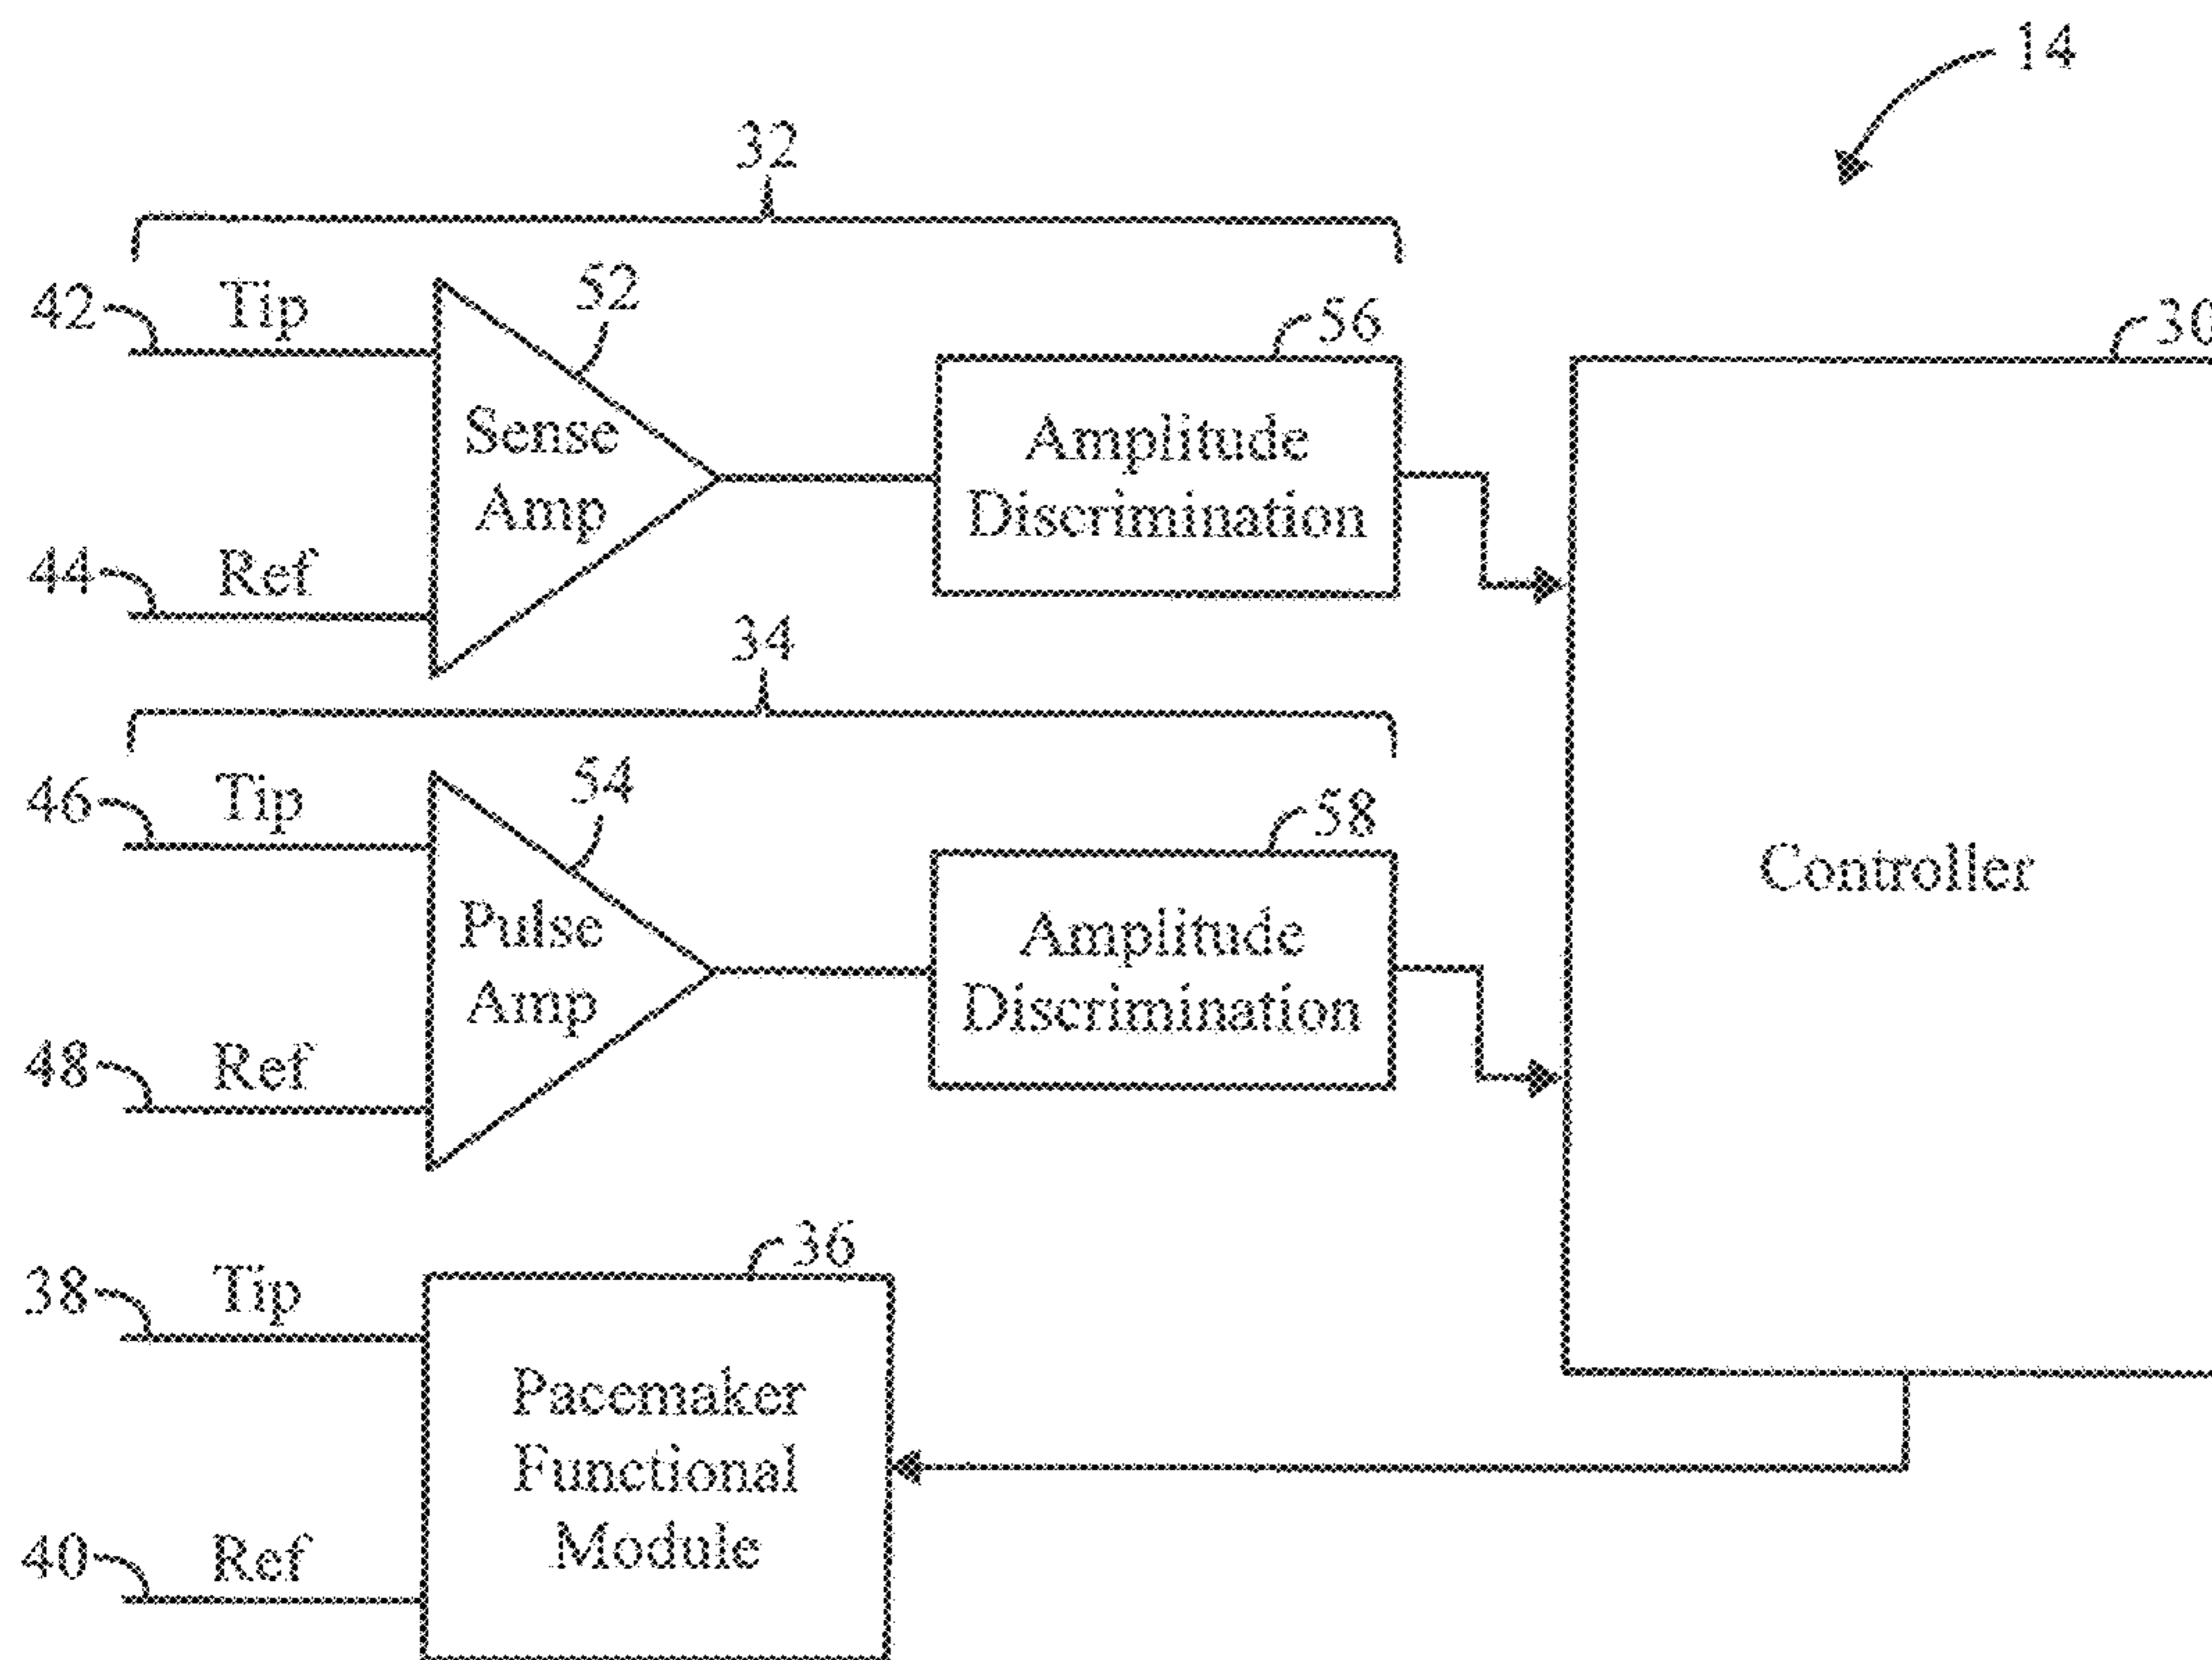 14
32
42
Tip
52
56
30
Sense
Amp
Amplitude
Discrimination
44
Ref
34
46
Tip
54
58
Pulse
Amp
Amplitude
Discrimination
Controller
48
Ref
36
38
Tip
Pacemaker
Functional
Module
40
Ref